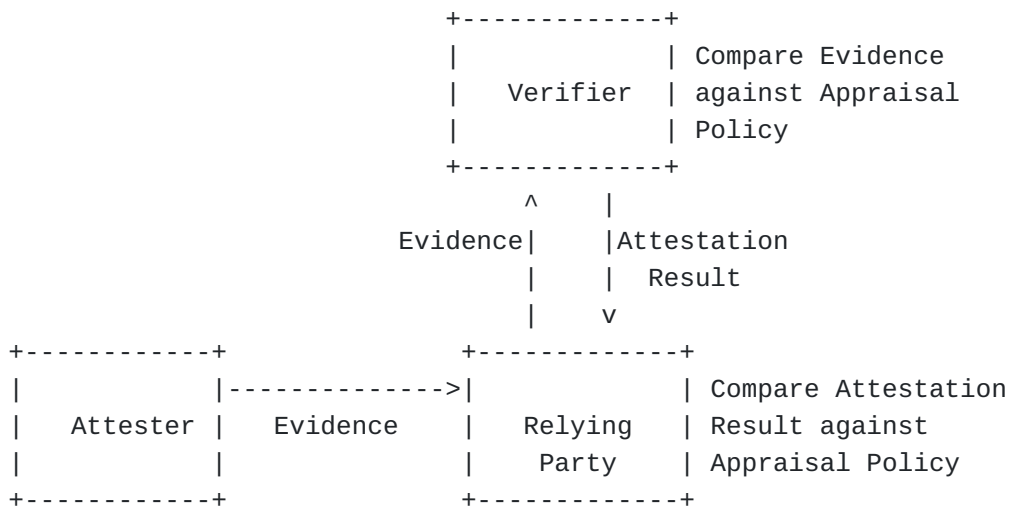 Compare Evidence
Verifier against Appraisal
Policy
Evidence Attestation
Result
Compare Attestation
Attester Evidence Relying Result against
Party Appraisal Policy